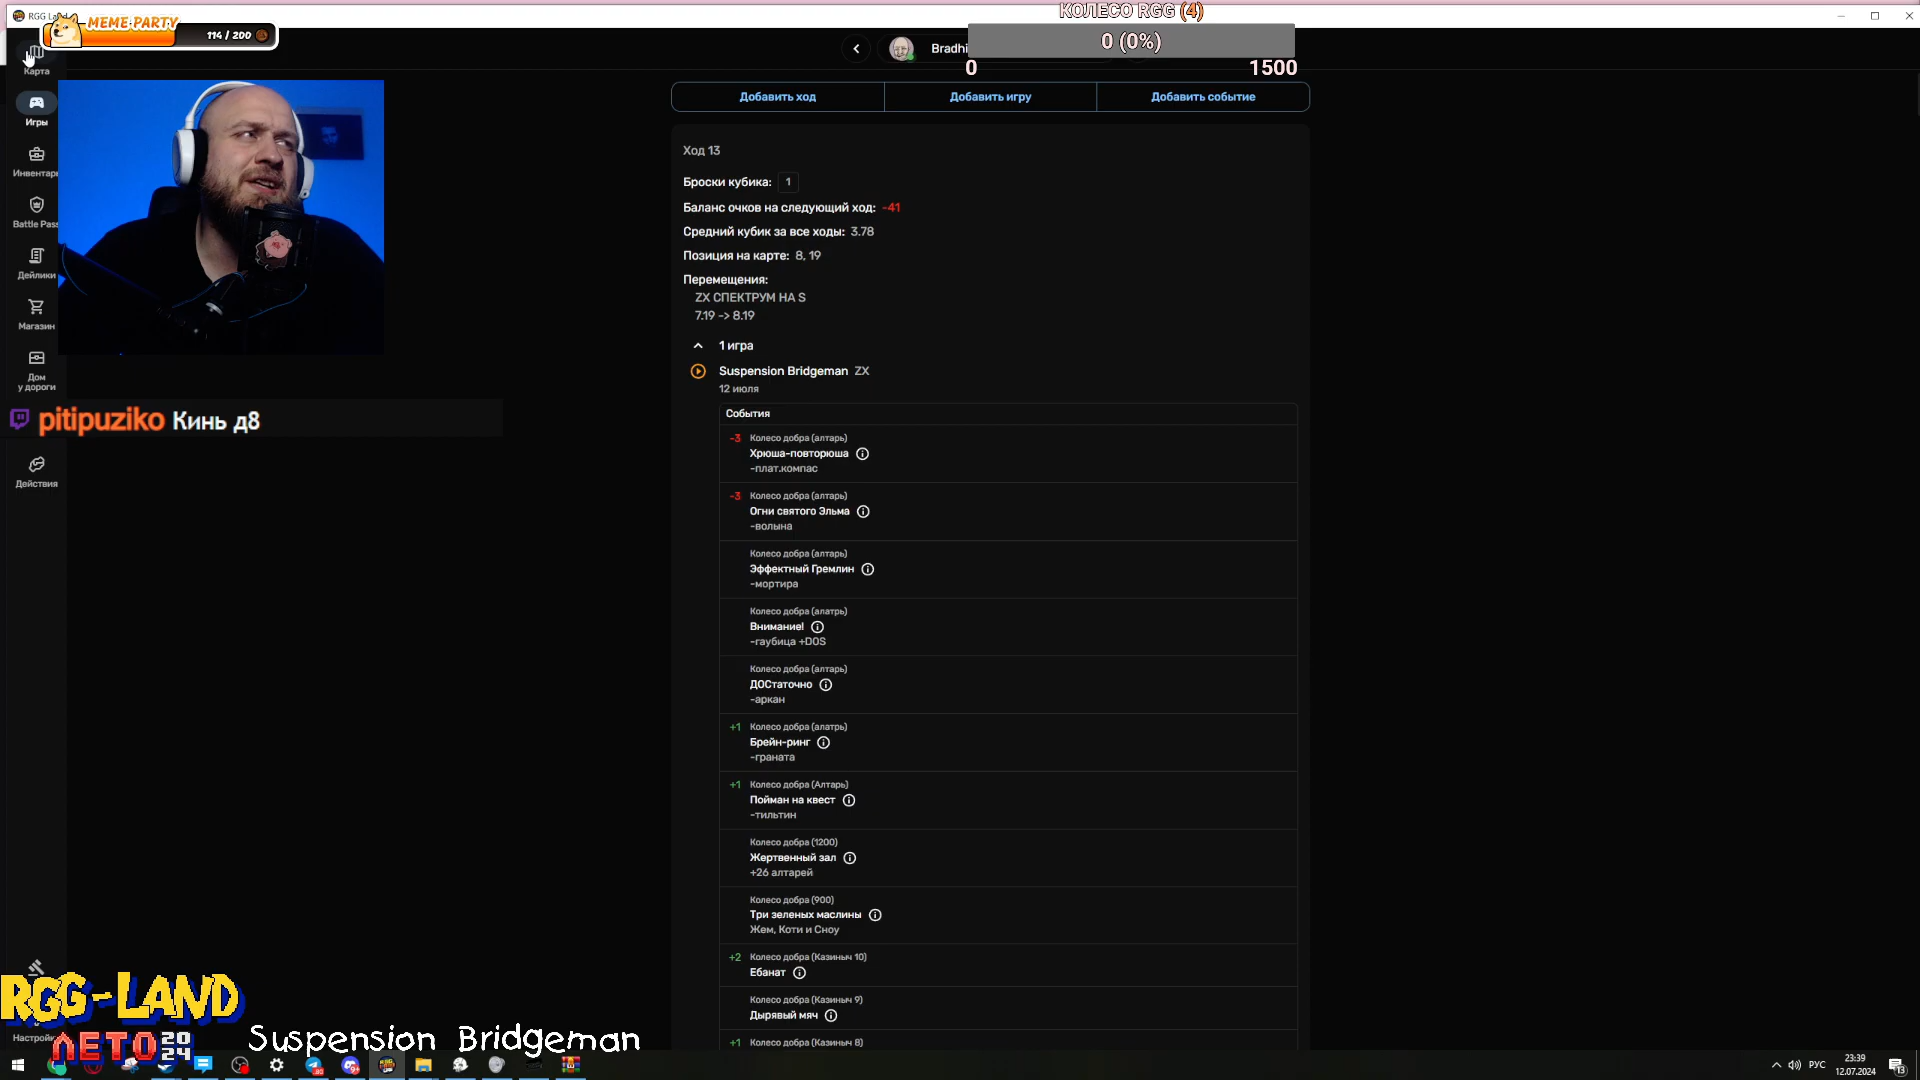 RGG Land
MEME PARTY
114 / 200
КОЛЕСО RGG (4)
0 (0%)
0
1500
Bradhi
Карта
Игры
Инвентарь
Battle Pass
Дейлики
Магазин
Дом
у дороги
pitipuziko Кинь д8
Действия
Настройки
Добавить ход
Добавить игру
Добавить событие
Ход 13
Броски кубика: 1
Баланс очков на следующий ход: -41
Средний кубик за все ходы: 3.78
Позиция на карте: 8, 19
Перемещения:
ZX СПЕКТРУМ НА S
7.19 -> 8.19
1 игра
Suspension Bridgeman ZX
12 июля
События
-3 Колесо добра (алтарь)
Хрюша-повторюша
-плат.компас
-3 Колесо добра (алтарь)
Огни святого Эльма
-волына
Колесо добра (алтарь)
Эффектный Гремлин
-мортира
Колесо добра (алатрь)
Внимание!
-гаубица +DOS
Колесо добра (алтарь)
ДОСтаточно
-аркан
+1 Колесо добра (алатрь)
Брейн-ринг
-граната
+1 Колесо добра (Алтарь)
Пойман на квест
-тильтин
Колесо добра (1200)
Жертвенный зал
+26 алтарей
Колесо добра (900)
Три зеленых маслины
Жем, Коти и Сноу
+2 Колесо добра (Казиныч 10)
Ебанат
Колесо добра (Казиныч 9)
Дырявый мяч
+1 Колесо добра (Казиныч 8)
RGG-LAND
ЛЕТО 2024
Suspension Bridgeman
РУС
23:39
12.07.2024
13